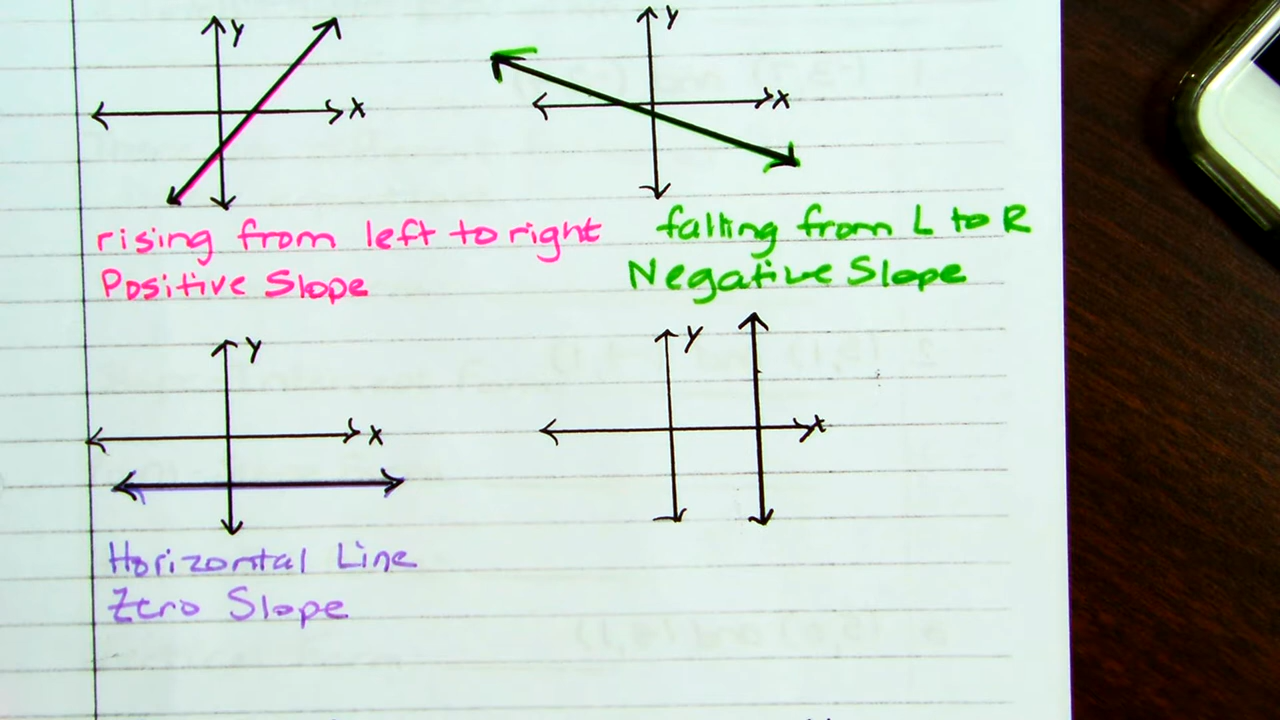 y
x
y
x
rising from left to right
Positive Slope
falling from L to R
Negative Slope
y
x
y
x
Horizontal Line
Zero Slope